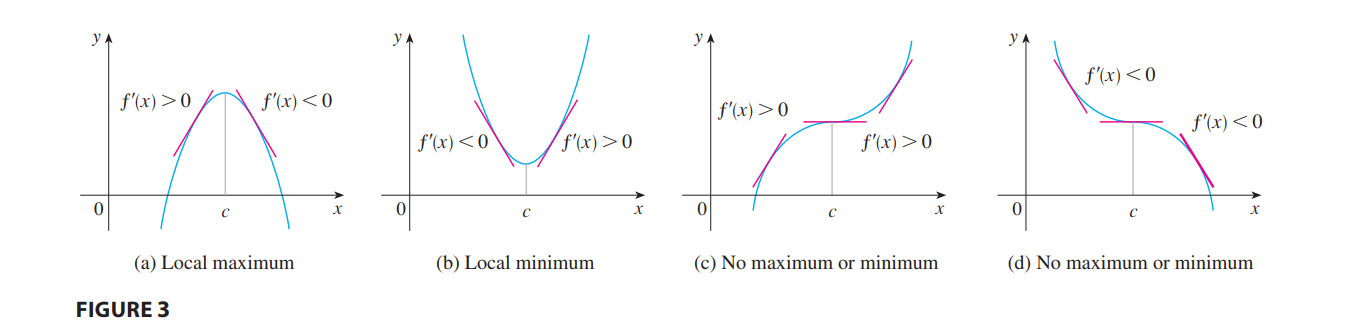 y y y y
f′(x) > 0 f′(x) < 0 f′(x) < 0 f′(x) > 0 f′(x) > 0 f′(x) > 0 f′(x) < 0 f′(x) < 0
0 c x 0 c x 0 c x 0 c x
(a) Local maximum (b) Local minimum (c) No maximum or minimum (d) No maximum or minimum
FIGURE 3